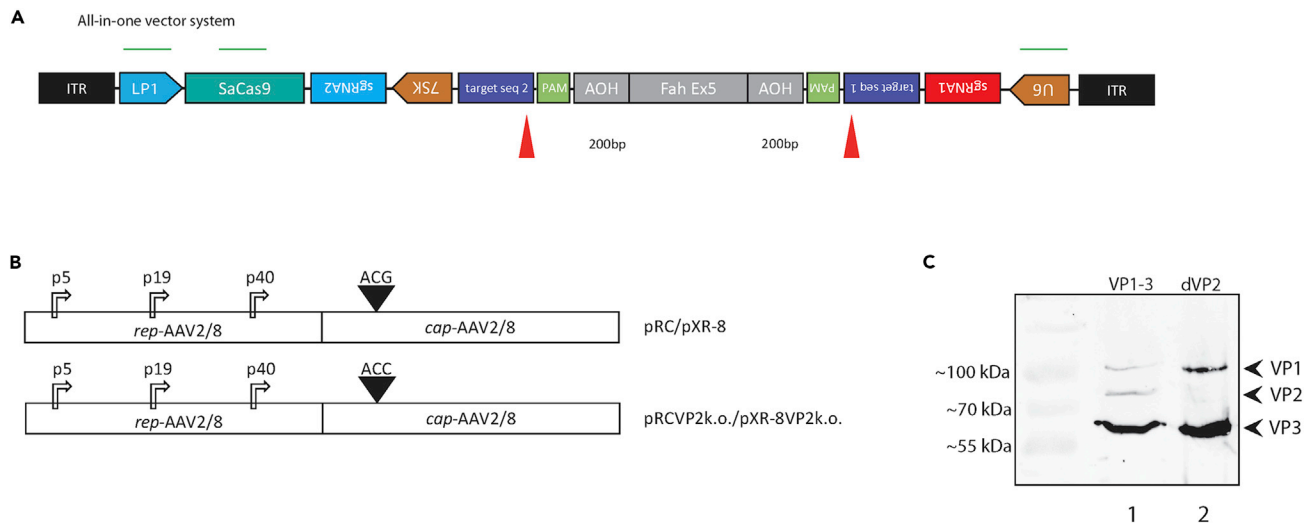 A
All-in-one vector system
ITR LP1 SaCas9 sgRNA2 7SK target seq 2 PAM AOH Fah Ex5 AOH PAM target seq 1 sgRNA1 U6 ITR
200bp 200bp
B
p5 p19 p40 ACG
rep-AAV2/8 cap-AAV2/8 pRC/pXR-8
p5 p19 p40 ACC
rep-AAV2/8 cap-AAV2/8 pRCVP2k.o./pXR-8VP2k.o.
C
VP1-3 dVP2
~100 kDa VP1
VP2
~70 kDa
VP3
~55 kDa
1 2